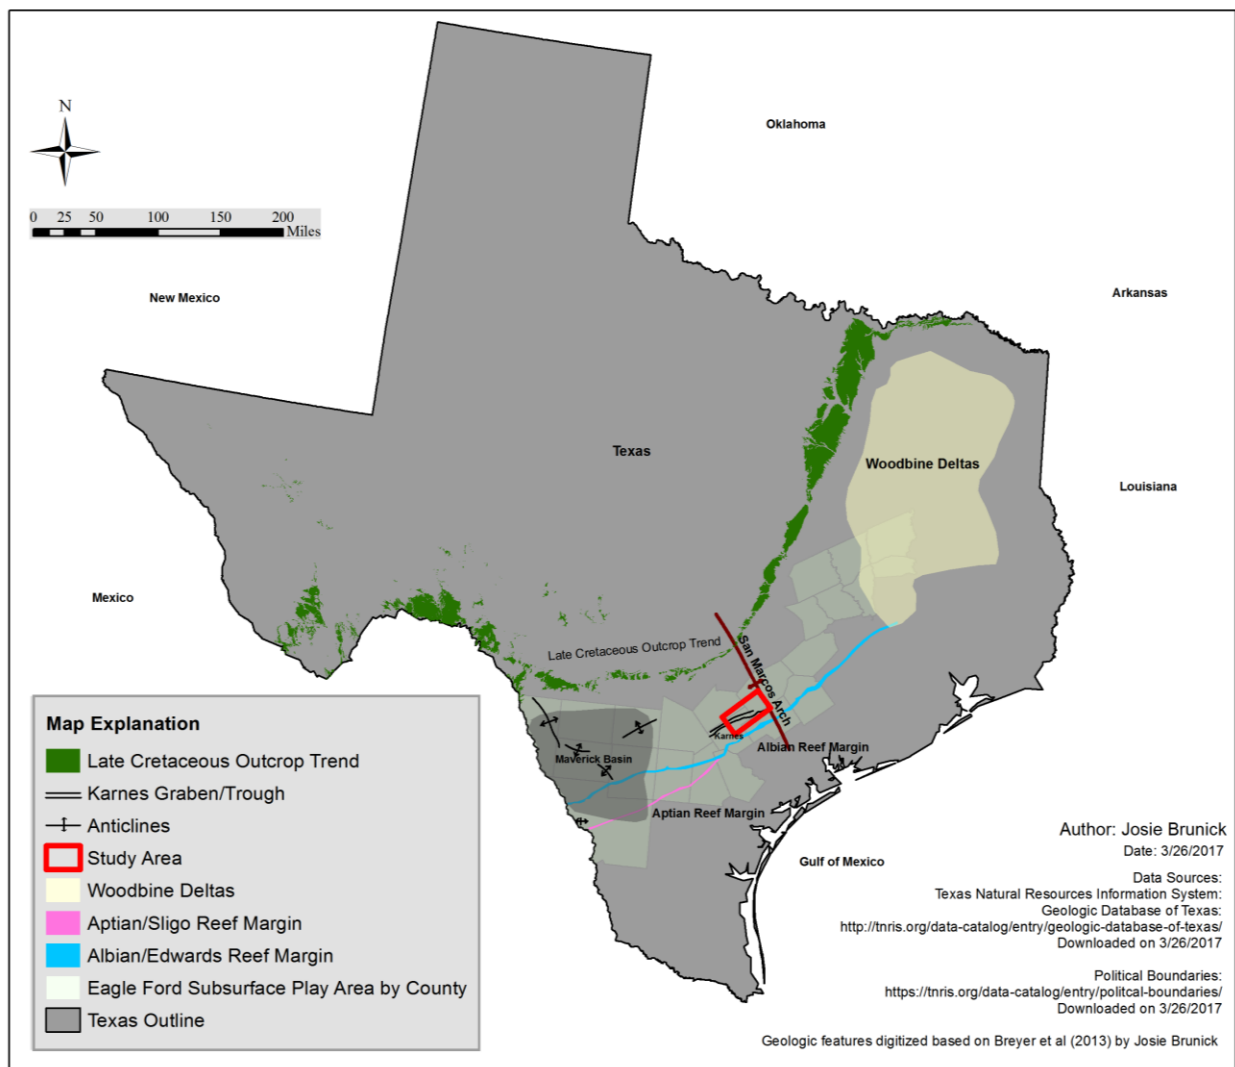 N
0 25 50 100 150 200
Miles
Oklahoma
New Mexico
Arkansas
Texas
Woodbine Deltas
Louisiana
Mexico
Late Cretaceous Outcrop Trend
San Marcos Arch
Karnes
Maverick Basin
Albian Reef Margin
Aptian Reef Margin
Gulf of Mexico
Map Explanation
Late Cretaceous Outcrop Trend
Karnes Graben/Trough
Anticlines
Study Area
Woodbine Deltas
Aptian/Sligo Reef Margin
Albian/Edwards Reef Margin
Eagle Ford Subsurface Play Area by County
Texas Outline
Author: Josie Brunick
Date: 3/26/2017
Data Sources:
Texas Natural Resources Information System:
Geologic Database of Texas:
http://tnris.org/data-catalog/entry/geologic-database-of-texas/
Downloaded on 3/26/2017
Political Boundaries:
https://tnris.org/data-catalog/entry/politcal-boundaries/
Downloaded on 3/26/2017
Geologic features digitized based on Breyer et al (2013) by Josie Brunick